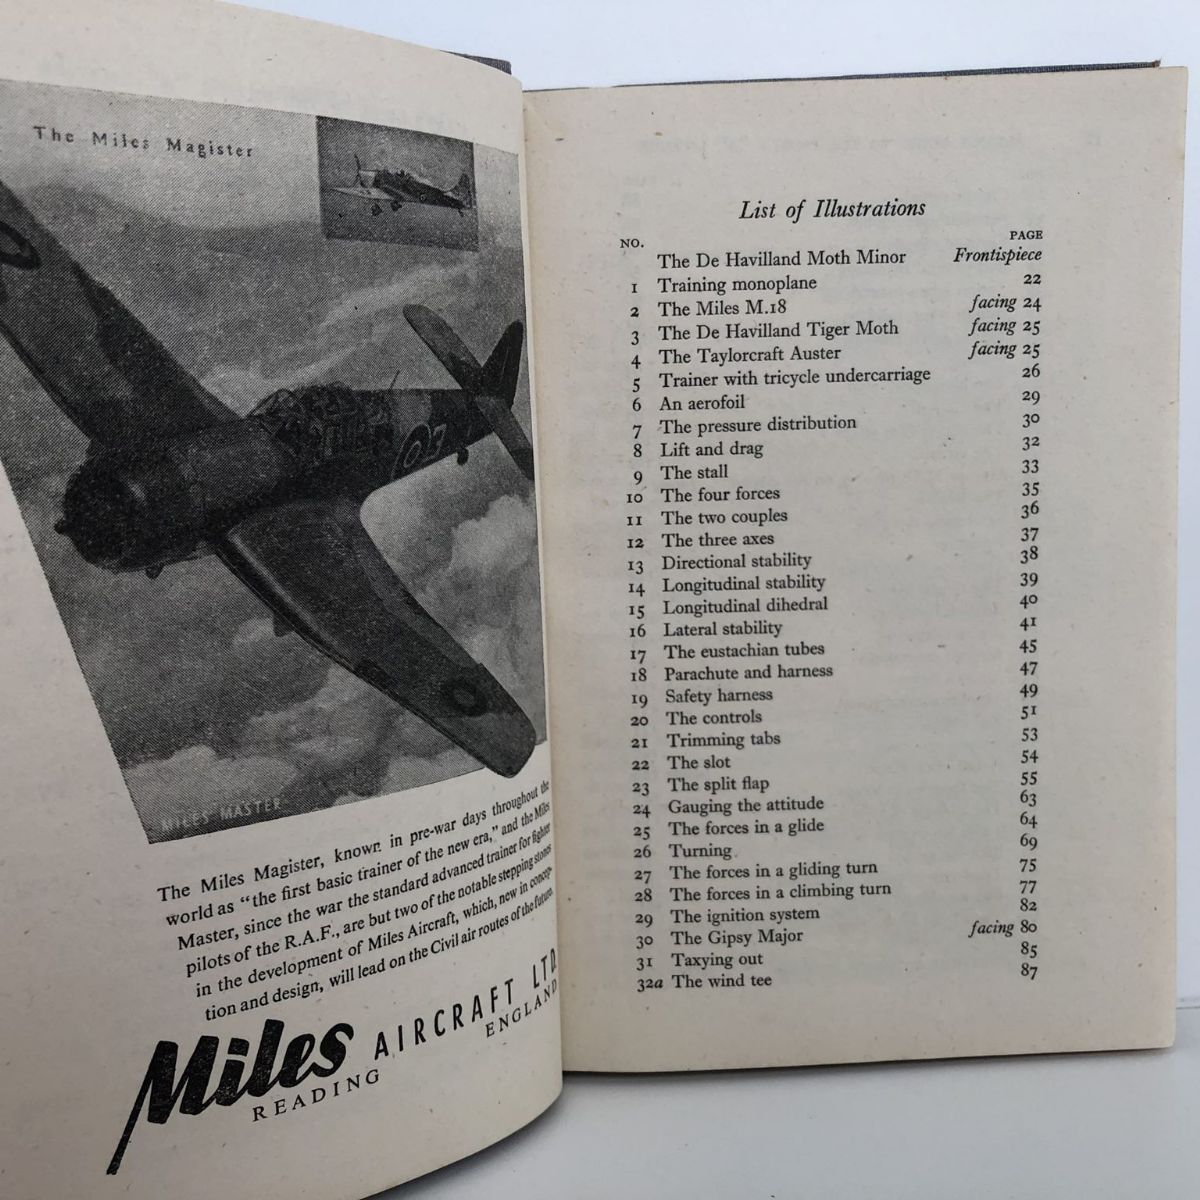 The Miles Magister
MILES MASTER
The Miles Magister, known in pre-war days throughout the
world as "the first basic trainer of the new era," and the Miles
Master, since the war the standard advanced trainer for fighter
pilots of the R.A.F., are but two of the notable stepping stones
in the development of Miles Aircraft, which, new in concep-
tion and design, will lead on the Civil air routes of the future.
Miles AIRCRAFT LTD.
READING ENGLAND
List of Illustrations
NO. PAGE
The De Havilland Moth Minor Frontispiece
1 Training monoplane 22
2 The Miles M.18 facing 24
3 The De Havilland Tiger Moth facing 25
4 The Taylorcraft Auster facing 25
5 Trainer with tricycle undercarriage 26
6 An aerofoil 29
7 The pressure distribution 30
8 Lift and drag 32
9 The stall 33
10 The four forces 35
11 The two couples 36
12 The three axes 37
13 Directional stability 38
14 Longitudinal stability 39
15 Longitudinal dihedral 40
16 Lateral stability 41
17 The eustachian tubes 45
18 Parachute and harness 47
19 Safety harness 49
20 The controls 51
21 Trimming tabs 53
22 The slot 54
23 The split flap 55
24 Gauging the attitude 63
25 The forces in a glide 64
26 Turning 69
27 The forces in a gliding turn 75
28 The forces in a climbing turn 77
29 The ignition system 82
30 The Gipsy Major facing 80
31 Taxying out 85
32a The wind tee 87